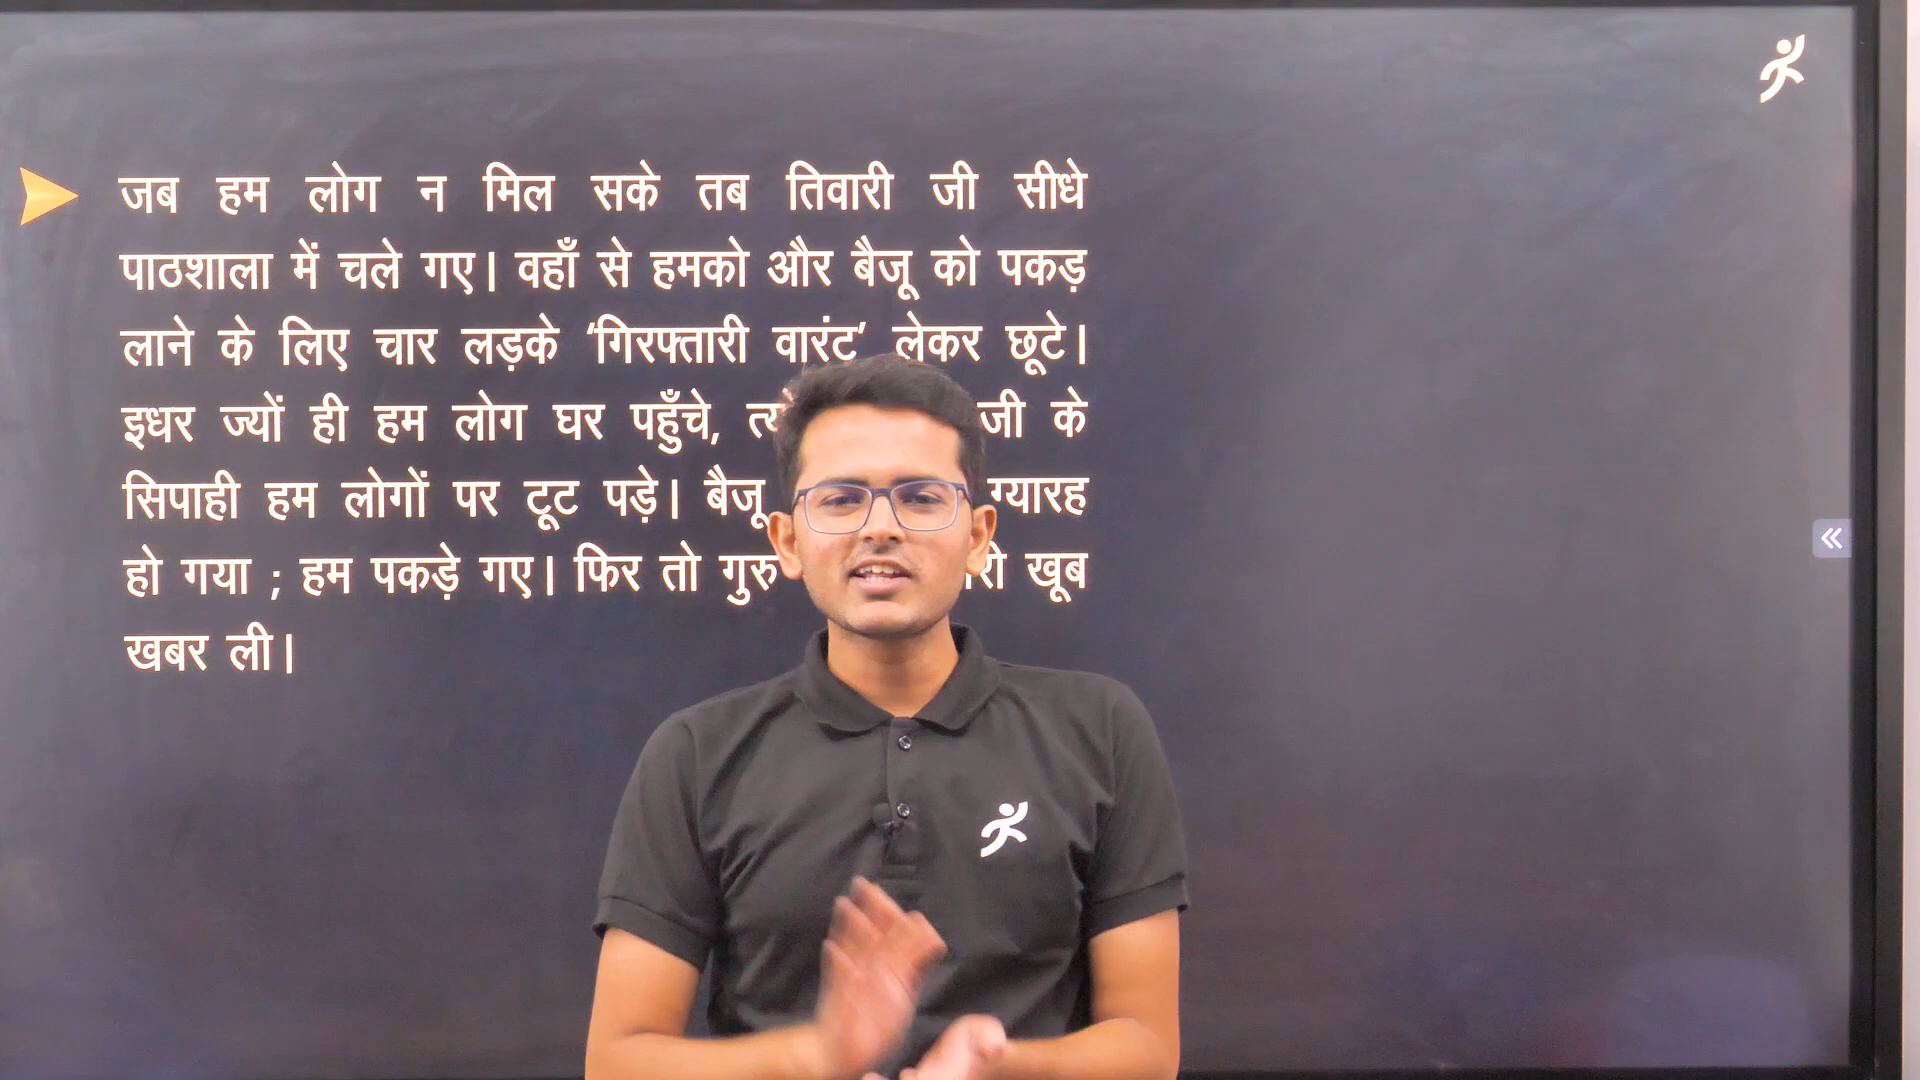 जब हम लोग न मिल सके तब तिवारी जी सीधे
पाठशाला में चले गए। वहाँ से हमको और बैजू को पकड़
लाने के लिए चार लड़के ‘गिरफ्तारी वारंट’ लेकर छूटे।
इधर ज्यों ही हम लोग घर पहुँचे, जी के
सिपाही हम लोगों पर टूट पड़े। बैजू ग्यारह
हो गया ; हम पकड़े गए। फिर तो गुरु खूब
खबर ली।